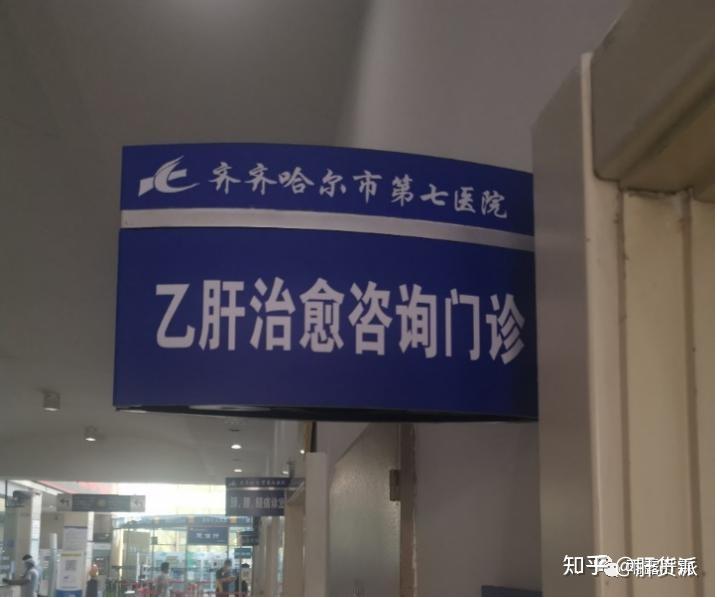 齐齐哈尔市第七医院
乙肝治愈咨询门诊
知乎 @肝货派